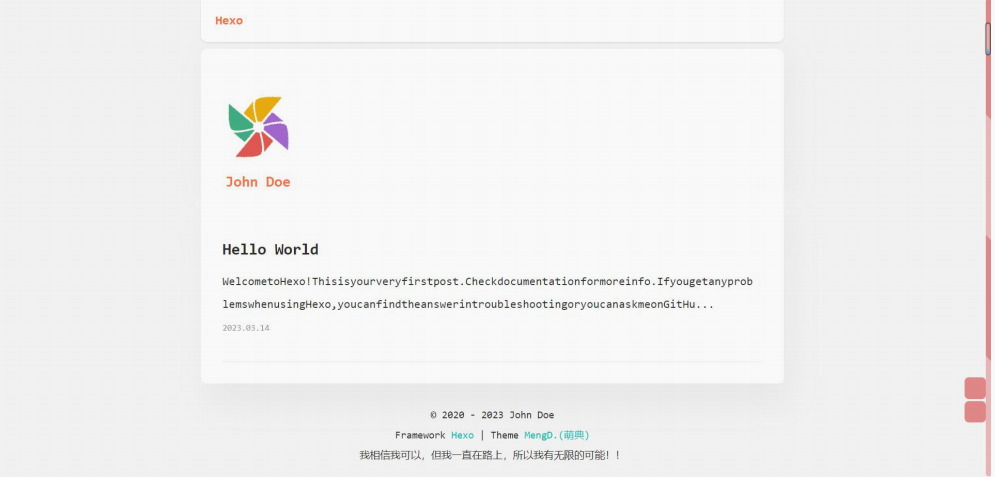 Hexo
John Doe
Hello World
WelcometoHexo!Thisisyourveryfirstpost.Checkdocumentationformoreinfo.Ifyougetanyprob
lemswhenusingHexo,youcanfindtheanswerintroubleshootingoryoucanaskmeonGitHu...
2023.03.14
© 2020 - 2023 John Doe
Framework Hexo | Theme MengD.(萌典)
我相信我可以，但我一直在路上，所以我有无限的可能！！